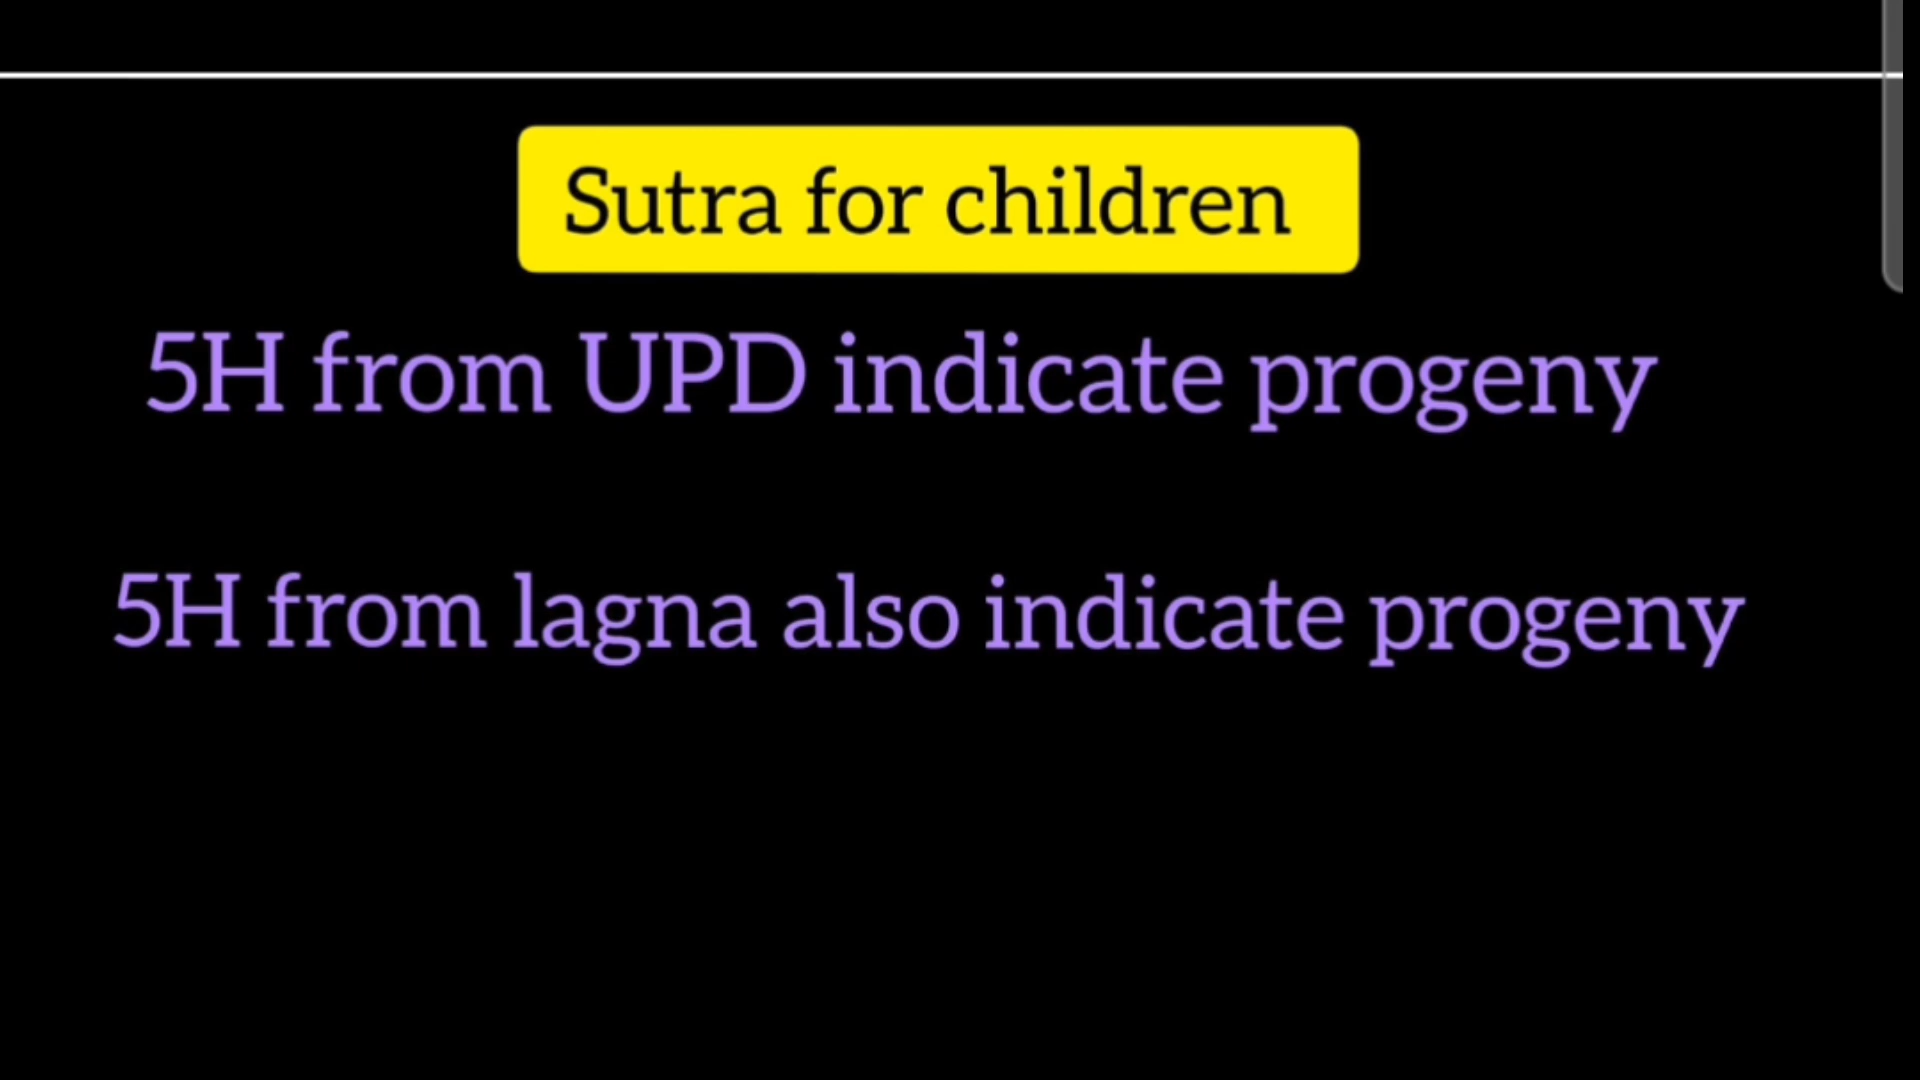 Sutra for children
5H from UPD indicate progeny
5H from lagna also indicate progeny